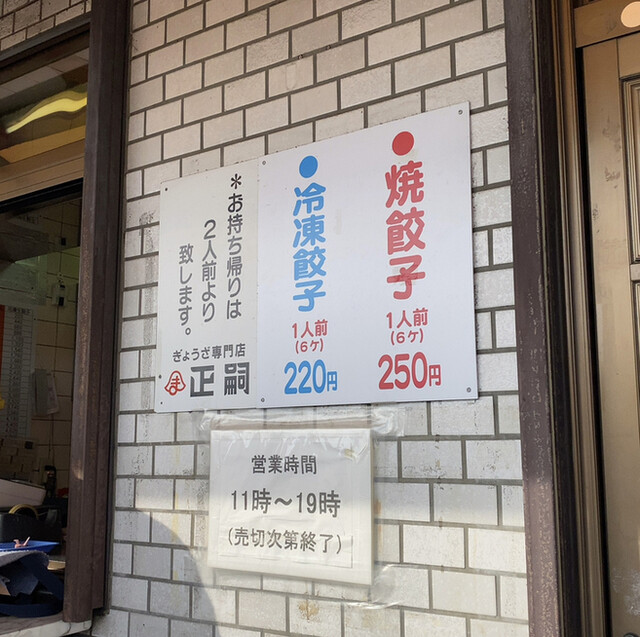 ●焼餃子
1人前
(6ケ)
250円
●冷凍餃子
1人前
(6ケ)
220円
＊お持ち帰りは
2人前より
致します。
ぎょうざ専門店
正嗣
営業時間
11時～19時
(売切次第終了)